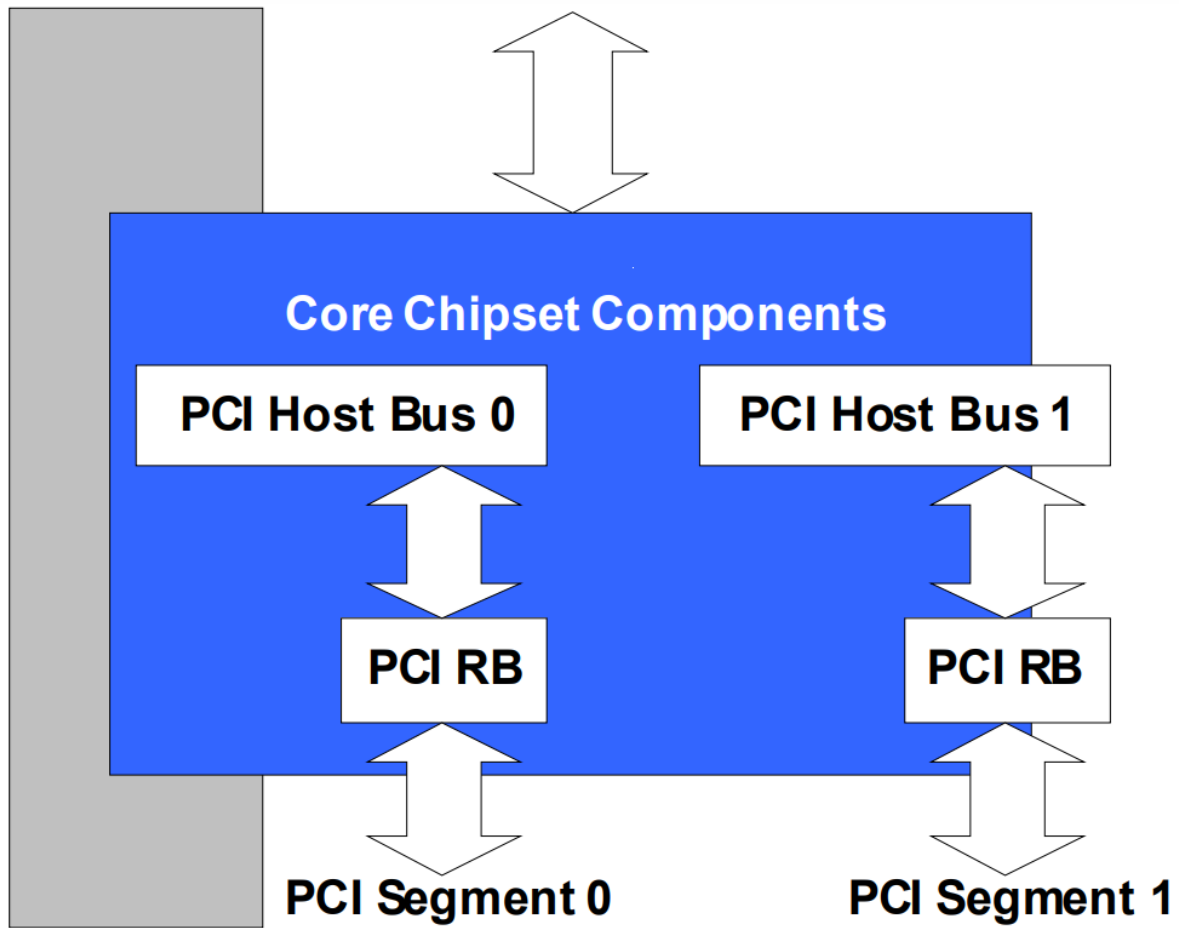 Core Chipset Components
PCI Host Bus 0
PCI Host Bus 1
PCI RB
PCI RB
PCI Segment 0
PCI Segment 1